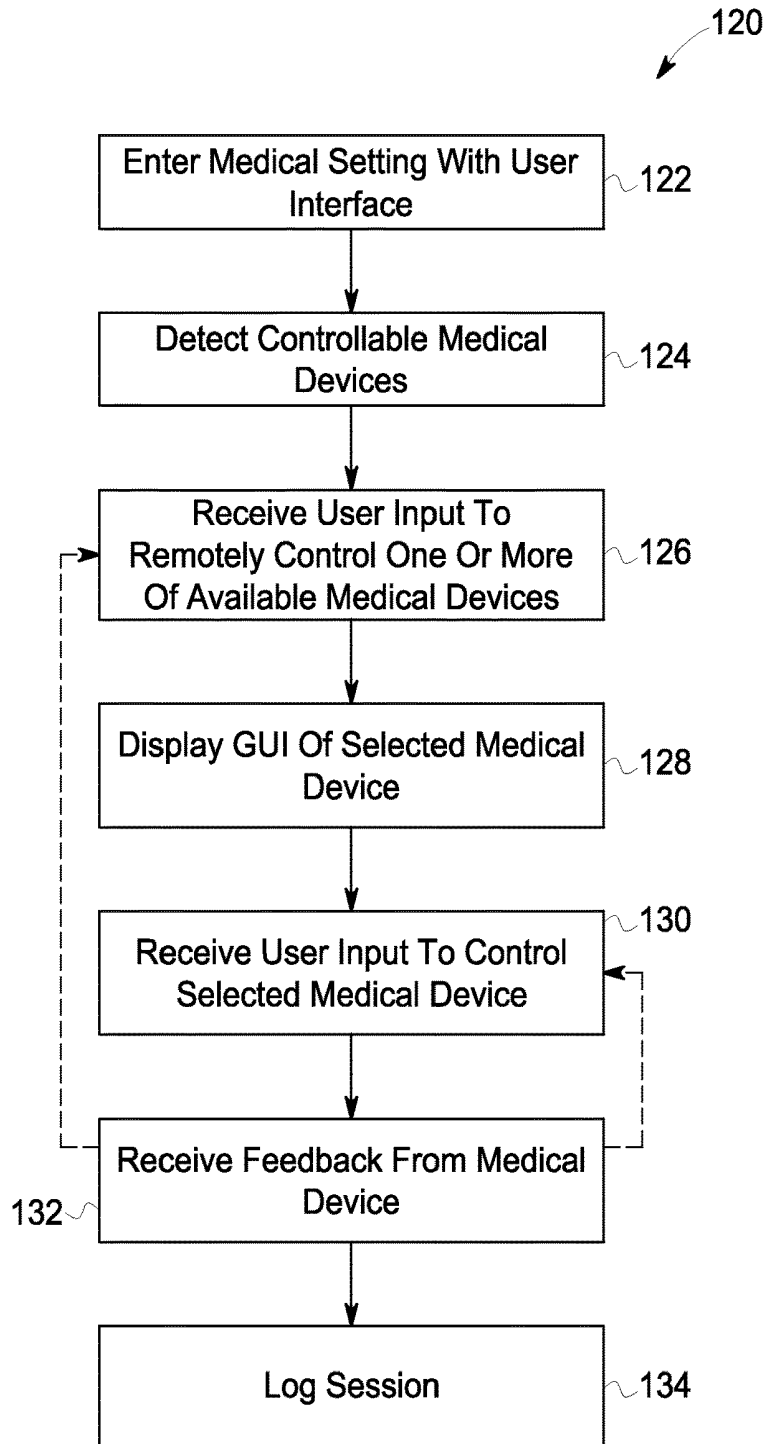 120
Enter Medical Setting With User
Interface
122
Detect Controllable Medical
Devices
124
Receive User Input To
Remotely Control One Or More
Of Available Medical Devices
126
Display GUI Of Selected Medical
Device
128
130
Receive User Input To Control
Selected Medical Device
Receive Feedback From Medical
Device
132
Log Session
134